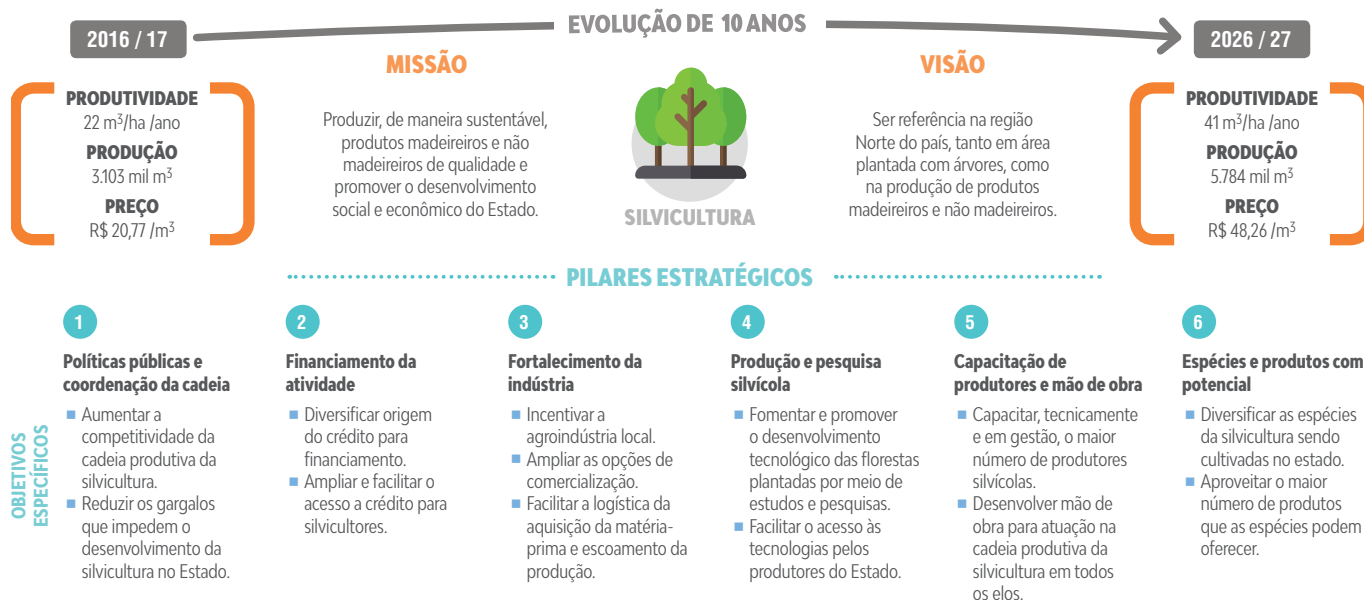 EVOLUÇÃO DE 10 ANOS
2016 / 17
2026 / 27
PRODUTIVIDADE
22 m³/ha /ano
PRODUÇÃO
3.103 mil m³
PREÇO
R$ 20,77 /m³
MISSÃO
Produzir, de maneira sustentável,
produtos madeireiros e não
madeireiros de qualidade e
promover o desenvolvimento
social e econômico do Estado.
SILVICULTURA
VISÃO
Ser referência na região
Norte do país, tanto em área
plantada com árvores, como
na produção de produtos
madeireiros e não madeireiros.
PRODUTIVIDADE
41 m³/ha /ano
PRODUÇÃO
5.784 mil m³
PREÇO
R$ 48,26 /m³
PILARES ESTRATÉGICOS
OBJETIVOS
ESPECÍFICOS
1
Políticas públicas e
coordenação da cadeia
Aumentar a
competitividade da
cadeia produtiva da
silvicultura.
Reduzir os gargalos
que impedem o
desenvolvimento da
silvicultura no Estado.
2
Financiamento da
atividade
Diversificar origem
do crédito para
financiamento.
Ampliar e facilitar o
acesso a crédito para
silvicultores.
3
Fortalecimento da
indústria
Incentivar a
agroindústria local.
Ampliar as opções de
comercialização.
Facilitar a logística da
aquisição da matéria-
prima e escoamento da
produção.
4
Produção e pesquisa
silvícola
Fomentar e promover
o desenvolvimento
tecnológico das florestas
plantadas por meio de
estudos e pesquisas.
Facilitar o acesso às
tecnologias pelos
produtores do Estado.
5
Capacitação de
produtores e mão de obra
Capacitar, tecnicamente
e em gestão, o maior
número de produtores
silvícolas.
Desenvolver mão de
obra para atuação na
cadeia produtiva da
silvicultura em todos
os elos.
6
Espécies e produtos com
potencial
Diversificar as espécies
da silvicultura sendo
cultivadas no estado.
Aproveitar o maior
número de produtos
que as espécies podem
oferecer.